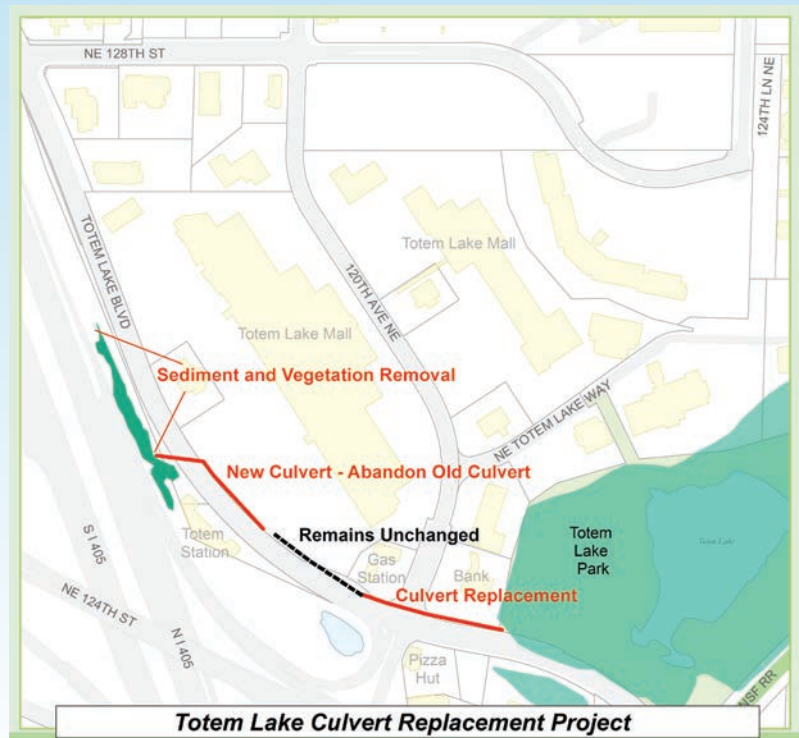 NE 128TH ST
124TH LN NE
TOTEM LAKE BLVD
120TH AVE NE
Totem Lake Mall
Totem Lake Mall
Sediment and Vegetation Removal
NE TOTEM LAKE WAY
New Culvert - Abandon Old Culvert
Remains Unchanged
Totem
Station
Gas
Station
Bank
Totem
Lake
Park
Totem Lake
Culvert Replacement
S I 405
NE 124TH ST
N I 405
Pizza
Hut
NSF RR
Totem Lake Culvert Replacement Project